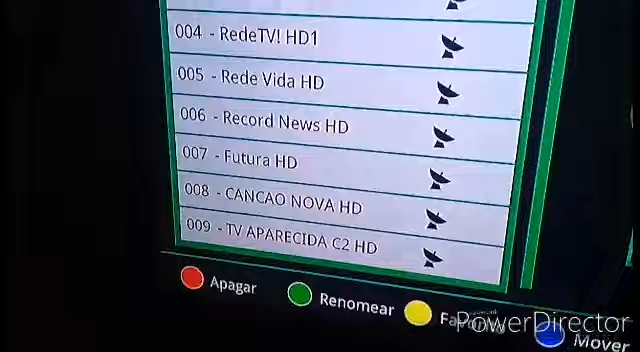 004 - RedeTV! HD1
005 - Rede Vida HD
006 - Record News HD
007 - Futura HD
008 - CANCAO NOVA HD
009 - TV APARECIDA C2 HD
Apagar
Renomear
PowerDirector
Mover